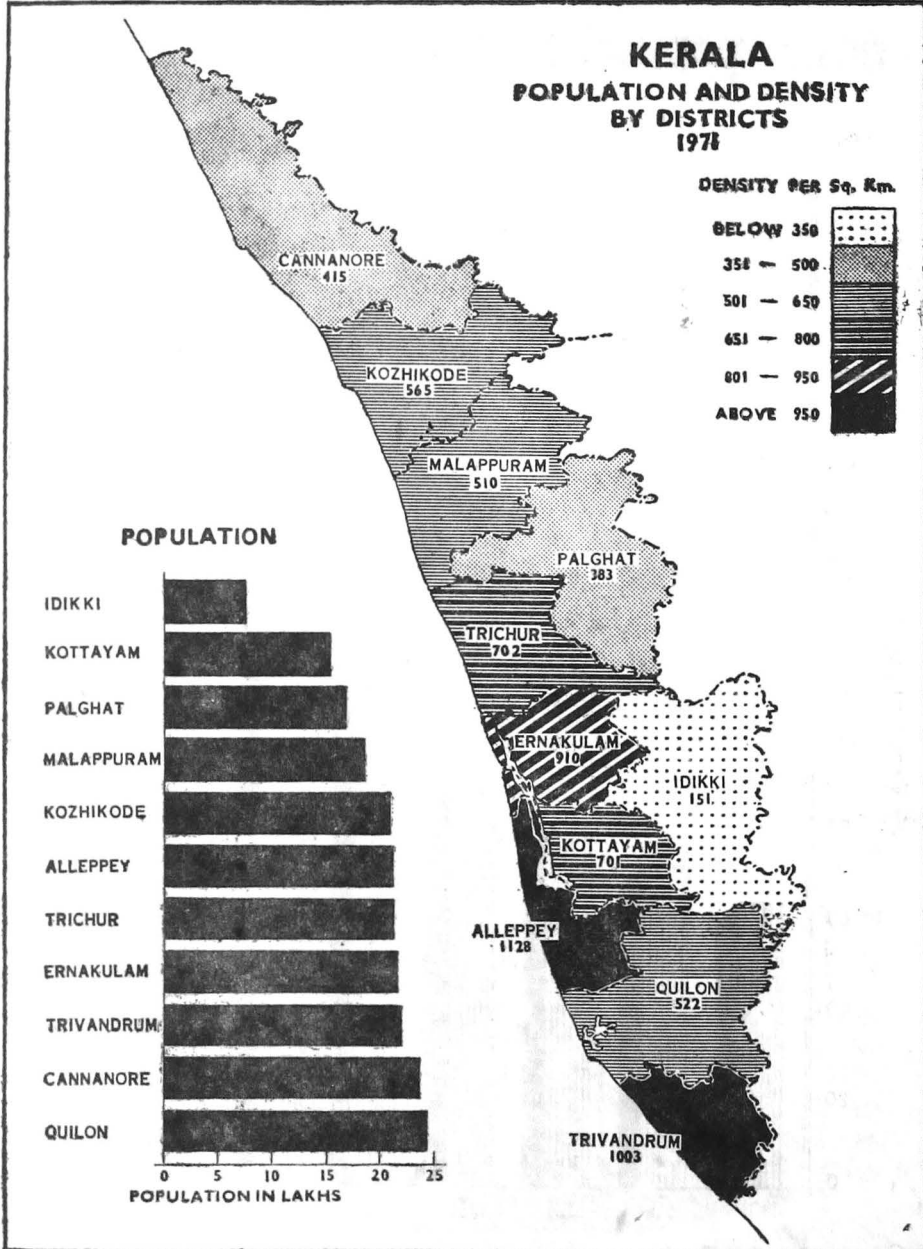 KERALA
POPULATION AND DENSITY
BY DISTRICTS
1971
DENSITY PER Sq. Km.
BELOW 350
351 — 500
501 — 650
651 — 800
801 — 950
ABOVE 950
CANNANORE
415
KOZHIKODE
565
MALAPPURAM
510
PALGHAT
383
TRICHUR
702
ERNAKULAM
910
IDIKKI
151
KOTTAYAM
701
ALLEPPEY
1128
QUILON
522
TRIVANDRUM
1003
POPULATION
IDIKKI
KOTTAYAM
PALGHAT
MALAPPURAM
KOZHIKODE
ALLEPPEY
TRICHUR
ERNAKULAM
TRIVANDRUM
CANNANORE
QUILON
0 5 10 15 20 25
POPULATION IN LAKHS